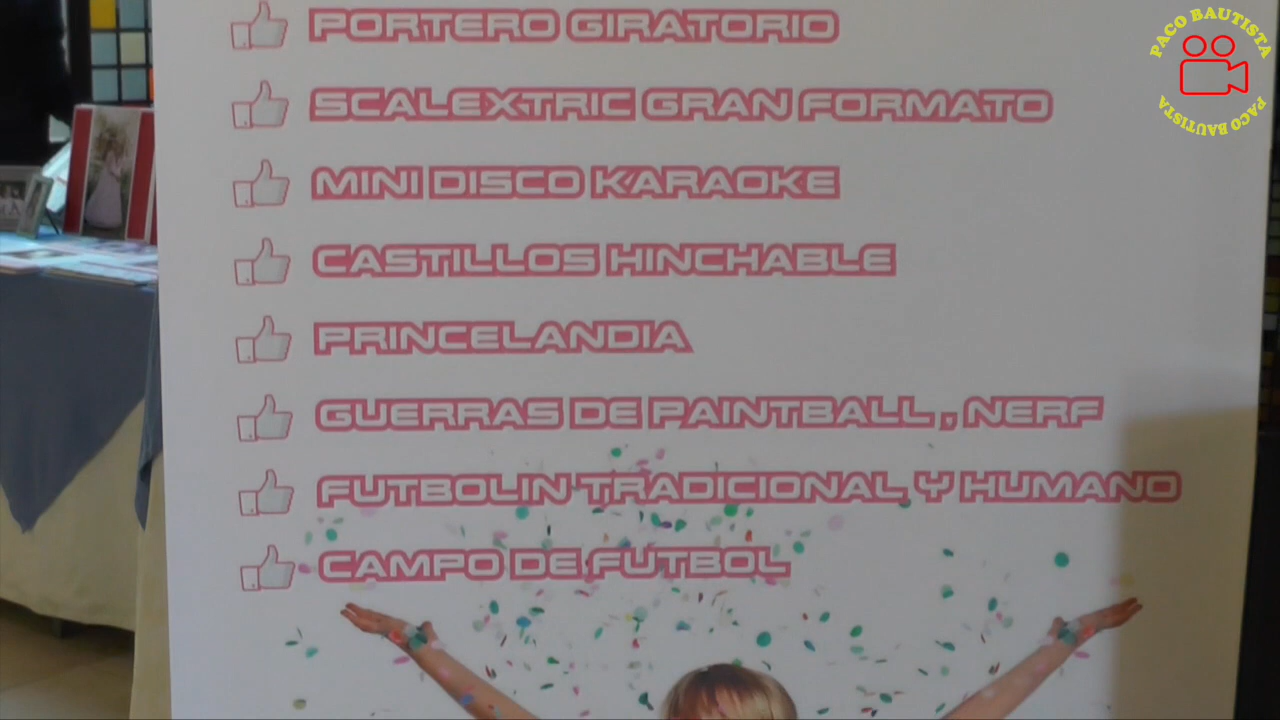 PORTERO GIRATORIO
SCALEXTRIC GRAN FORMATO
MINI DISCO KARAOKE
CASTILLOS HINCHABLE
PRINCELANDIA
GUERRAS DE PAINTBALL , NERF
FUTBOLIN TRADICIONAL Y HUMANO
CAMPO DE FUTBOL
PACO BAUTISTA
PACO BAUTISTA